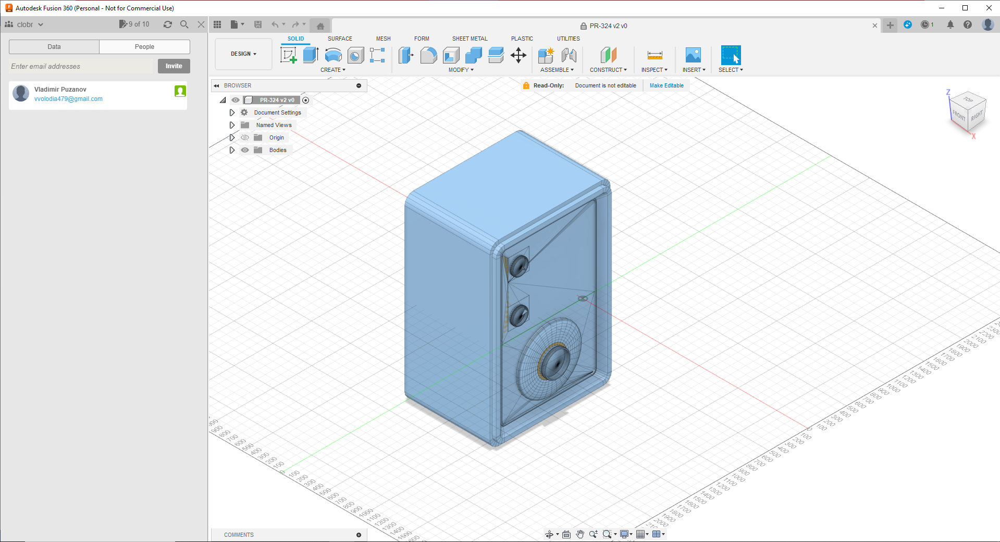 Autodesk Fusion 360 (Personal - Not for Commercial Use)
clobr
9 of 10
PR-324 v2 v0
1
Data
People
Enter email addresses
Invite
Vladimir Puzanov
vvolodia479@gmail.com
DESIGN
SOLID
SURFACE
MESH
FORM
SHEET METAL
PLASTIC
UTILITIES
CREATE
MODIFY
ASSEMBLE
CONSTRUCT
INSPECT
INSERT
SELECT
BROWSER
Read-Only:
Document is not editable
Make Editable
PR-324 v2 v0
Document Settings
Named Views
Origin
Bodies
Z
TOP
FRONT
RIGHT
X
900
800
700
600
500
400
300
200
100
0
100
200
300
400
500
600
700
800
900
1000
1100
1200
1300
1400
1500
1600
2300
2200
2100
2000
1900
1800
1700
1600
1500
1400
1300
1200
1100
1000
900
800
700
600
500
400
300
200
100
0
100
200
300
400
500
600
700
800
900
1000
1100
1200
1300
1400
1500
1600
1700
1800
1900
2000
COMMENTS